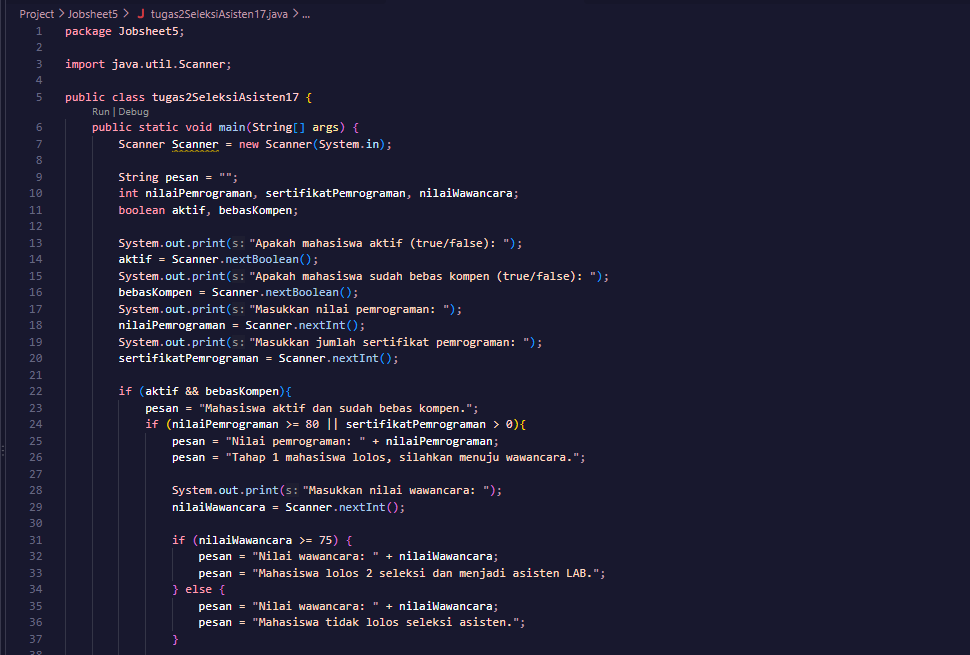 Project > Jobsheet5 > J tugas2SeleksiAsisten17.java > ...
1 package Jobsheet5;
2
3 import java.util.Scanner;
4
5 public class tugas2SeleksiAsisten17 {
Run | Debug
6 public static void main(String[] args) {
7 Scanner Scanner = new Scanner(System.in);
8
9 String pesan = "";
10 int nilaiPemrograman, sertifikatPemrograman, nilaiWawancara;
11 boolean aktif, bebasKompen;
12
13 System.out.print(s: "Apakah mahasiswa aktif (true/false): ");
14 aktif = Scanner.nextBoolean();
15 System.out.print(s: "Apakah mahasiswa sudah bebas kompen (true/false): ");
16 bebasKompen = Scanner.nextBoolean();
17 System.out.print(s: "Masukkan nilai pemrograman: ");
18 nilaiPemrograman = Scanner.nextInt();
19 System.out.print(s: "Masukkan jumlah sertifikat pemrograman: ");
20 sertifikatPemrograman = Scanner.nextInt();
21
22 if (aktif && bebasKompen){
23 pesan = "Mahasiswa aktif dan sudah bebas kompen.";
24 if (nilaiPemrograman >= 80 || sertifikatPemrograman > 0){
25 pesan = "Nilai pemrograman: " + nilaiPemrograman;
26 pesan = "Tahap 1 mahasiswa lolos, silahkan menuju wawancara.";
27
28 System.out.print(s: "Masukkan nilai wawancara: ");
29 nilaiWawancara = Scanner.nextInt();
30
31 if (nilaiWawancara >= 75) {
32 pesan = "Nilai wawancara: " + nilaiWawancara;
33 pesan = "Mahasiswa lolos 2 seleksi dan menjadi asisten LAB.";
34 } else {
35 pesan = "Nilai wawancara: " + nilaiWawancara;
36 pesan = "Mahasiswa tidak lolos seleksi asisten.";
37 }
38